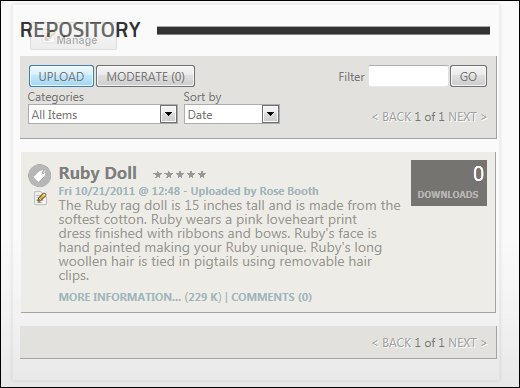 REPOSITORY
Manage
UPLOAD MODERATE (0) Filter GO
Categories Sort by
All Items Date < BACK 1 of 1 NEXT >
Ruby Doll
0
DOWNLOADS
Fri 10/21/2011 @ 12:48 - Uploaded by Rose Booth
The Ruby rag doll is 15 inches tall and is made from the
softest cotton. Ruby wears a pink loveheart print
dress finished with ribbons and bows. Ruby's face is
hand painted making your Ruby unique. Ruby's long
woollen hair is tied in pigtails using removable hair
clips.
MORE INFORMATION... (229 K) | COMMENTS (0)
< BACK 1 of 1 NEXT >